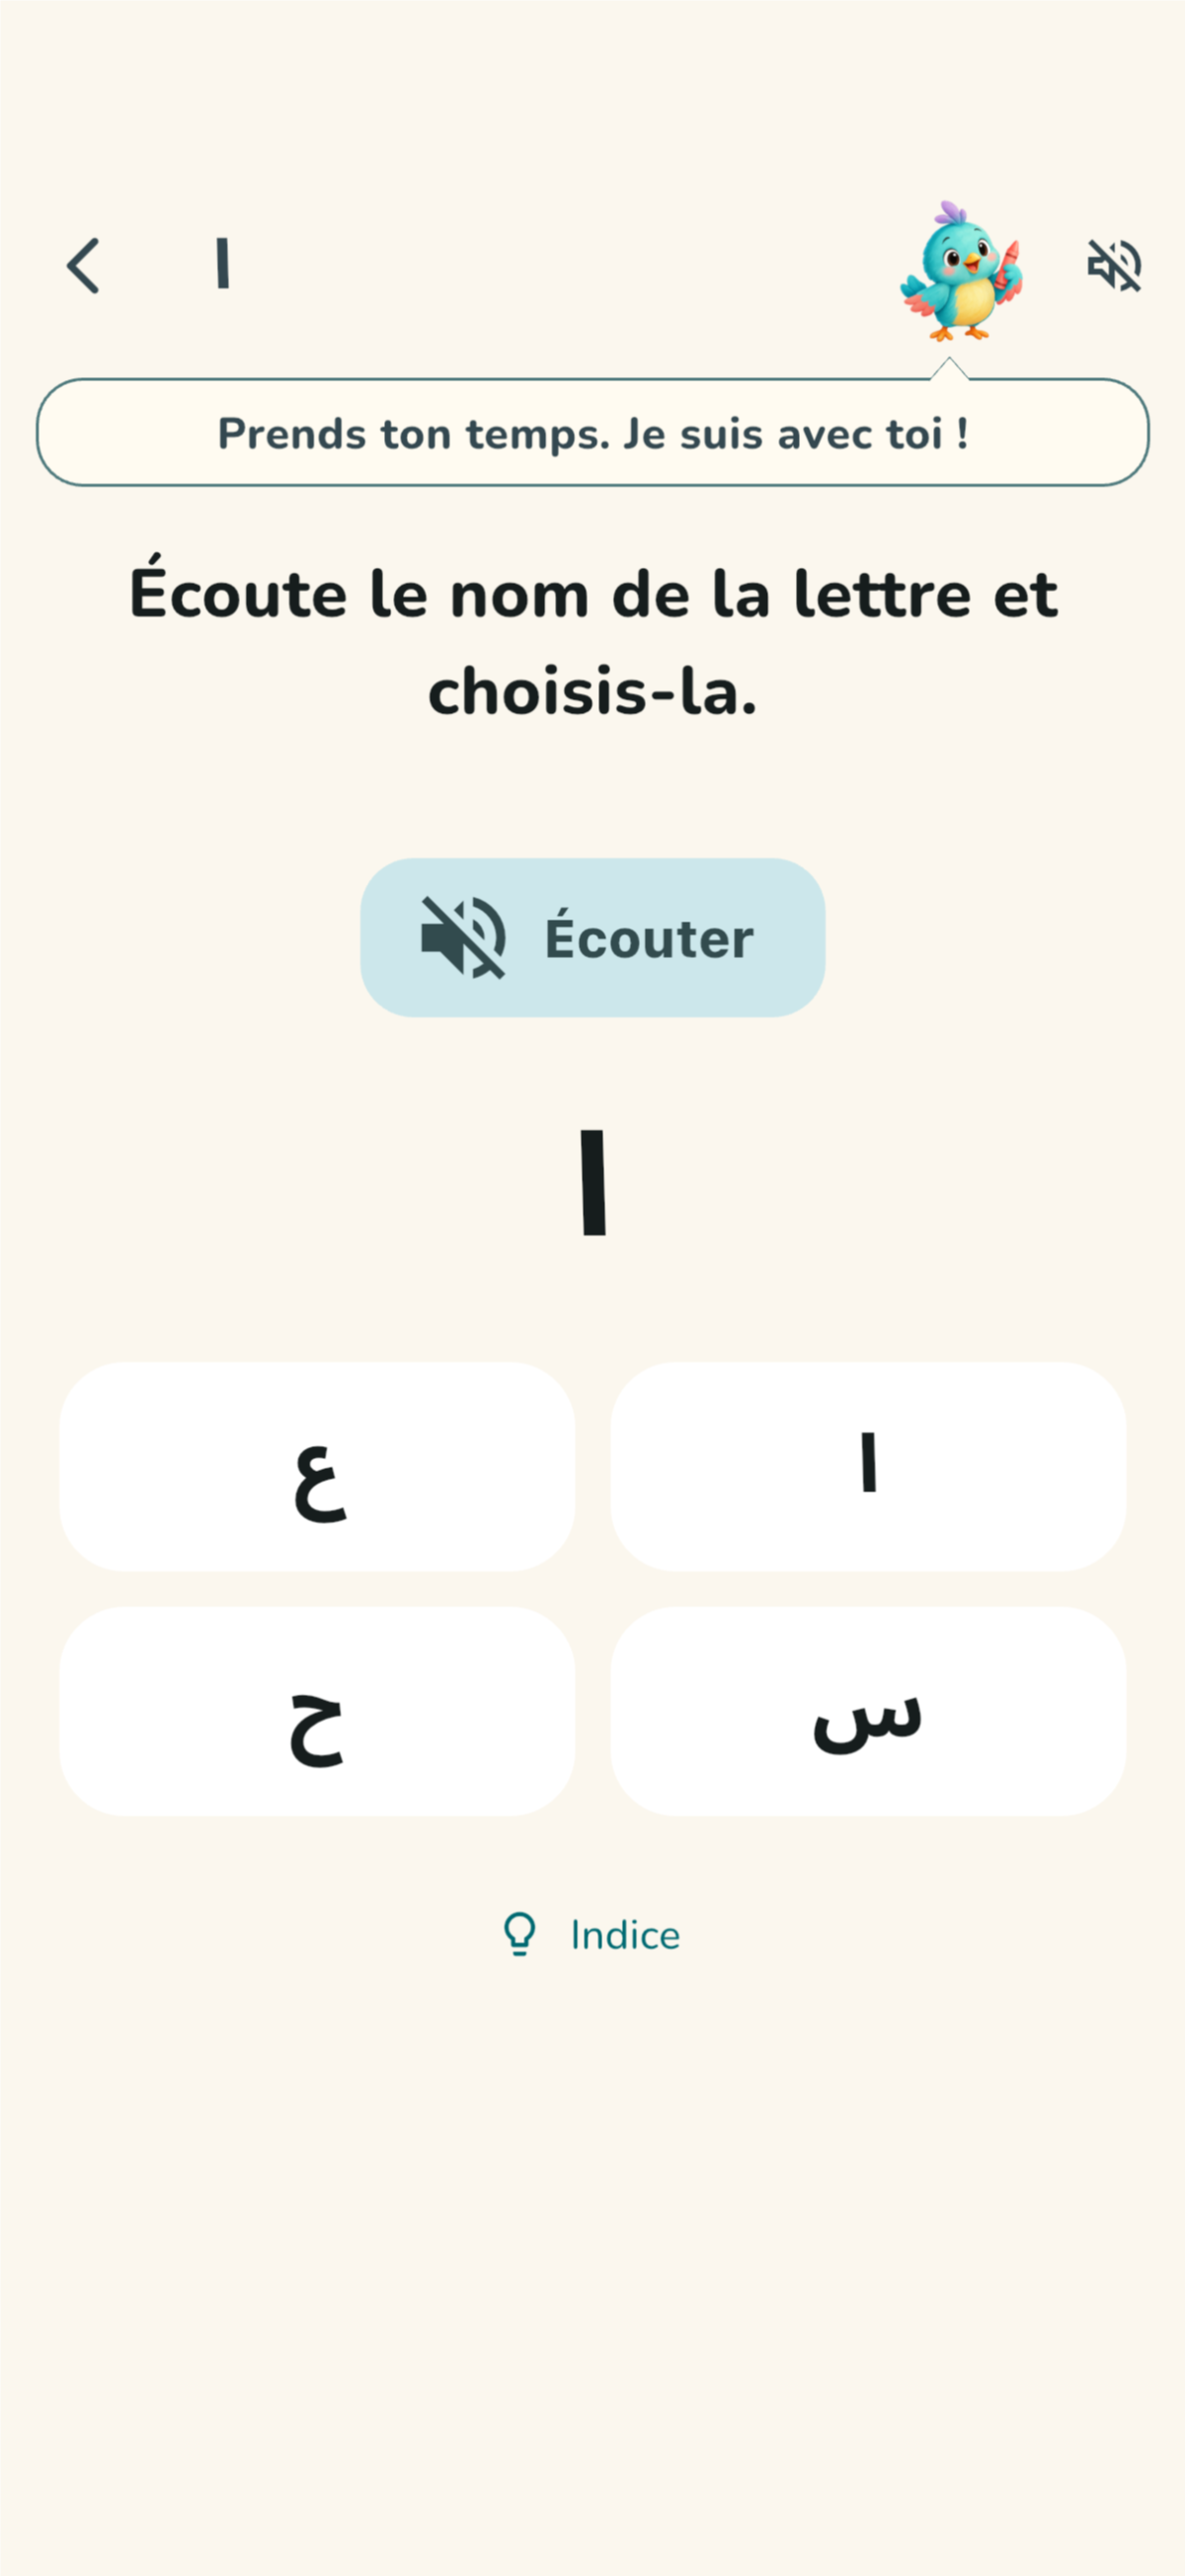 ا
Prends ton temps. Je suis avec toi !
Écoute le nom de la lettre et
choisis-la.
Écouter
ا
ع ا
ح س
Indice